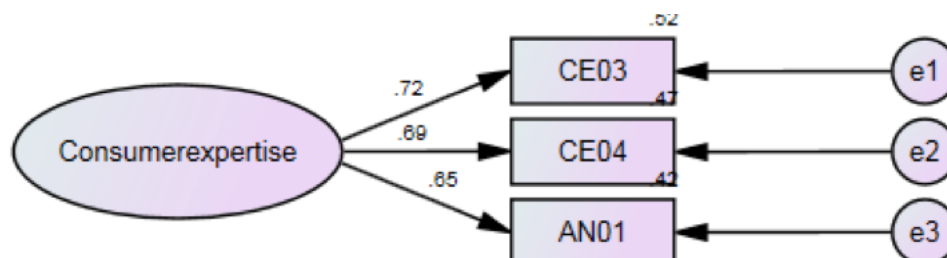 .52
.72
CE03
e1
.47
.69
Consumerexpertise
CE04
e2
.42
.65
AN01
e3